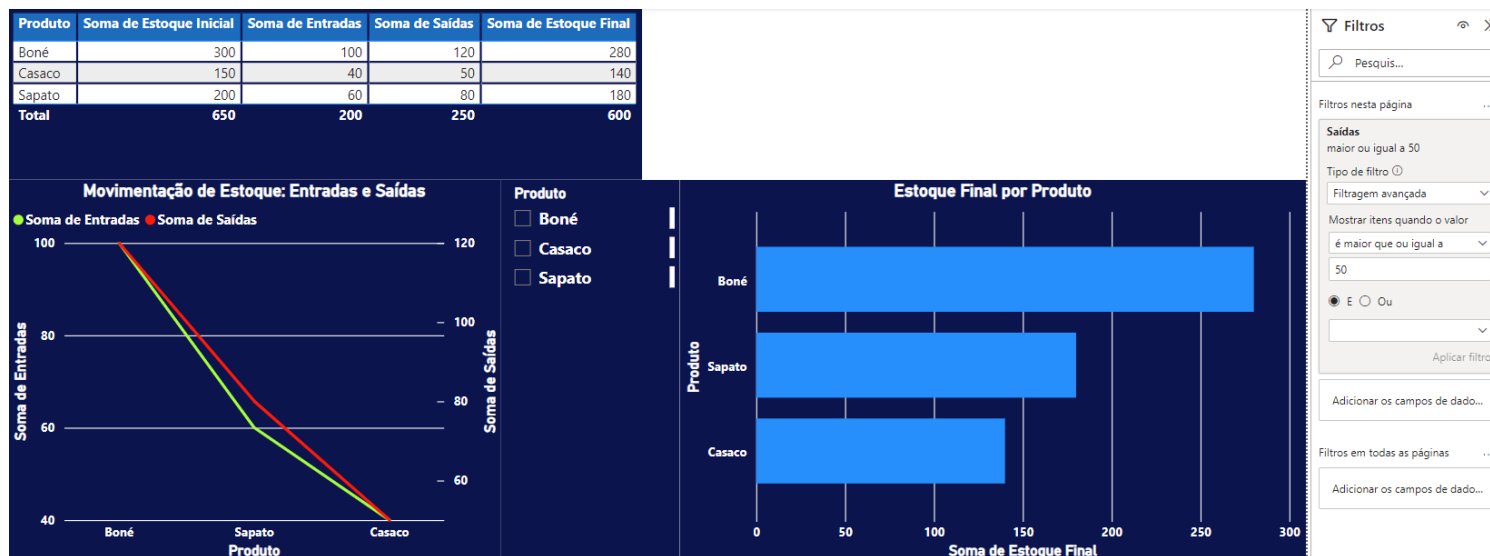 Produto Soma de Estoque Inicial Soma de Entradas Soma de Saídas Soma de Estoque Final
Boné 300 100 120 280
Casaco 150 40 50 140
Sapato 200 60 80 180
Total 650 200 250 600
Movimentação de Estoque: Entradas e Saídas
Soma de Entradas Soma de Saídas
Soma de Entradas
100
80
60
40
120
100
80
60
Soma de Saídas
Boné Sapato Casaco
Produto
Produto
Boné
Casaco
Sapato
Estoque Final por Produto
Produto
Boné
Sapato
Casaco
0 50 100 150 200 250 300
Soma de Estoque Final
Filtros
Pesquis...
Filtros nesta página
Saídas
maior ou igual a 50
Tipo de filtro
Filtragem avançada
Mostrar itens quando o valor
é maior que ou igual a
50
E Ou
Aplicar filtro
Adicionar os campos de dado...
Filtros em todas as páginas
Adicionar os campos de dado...